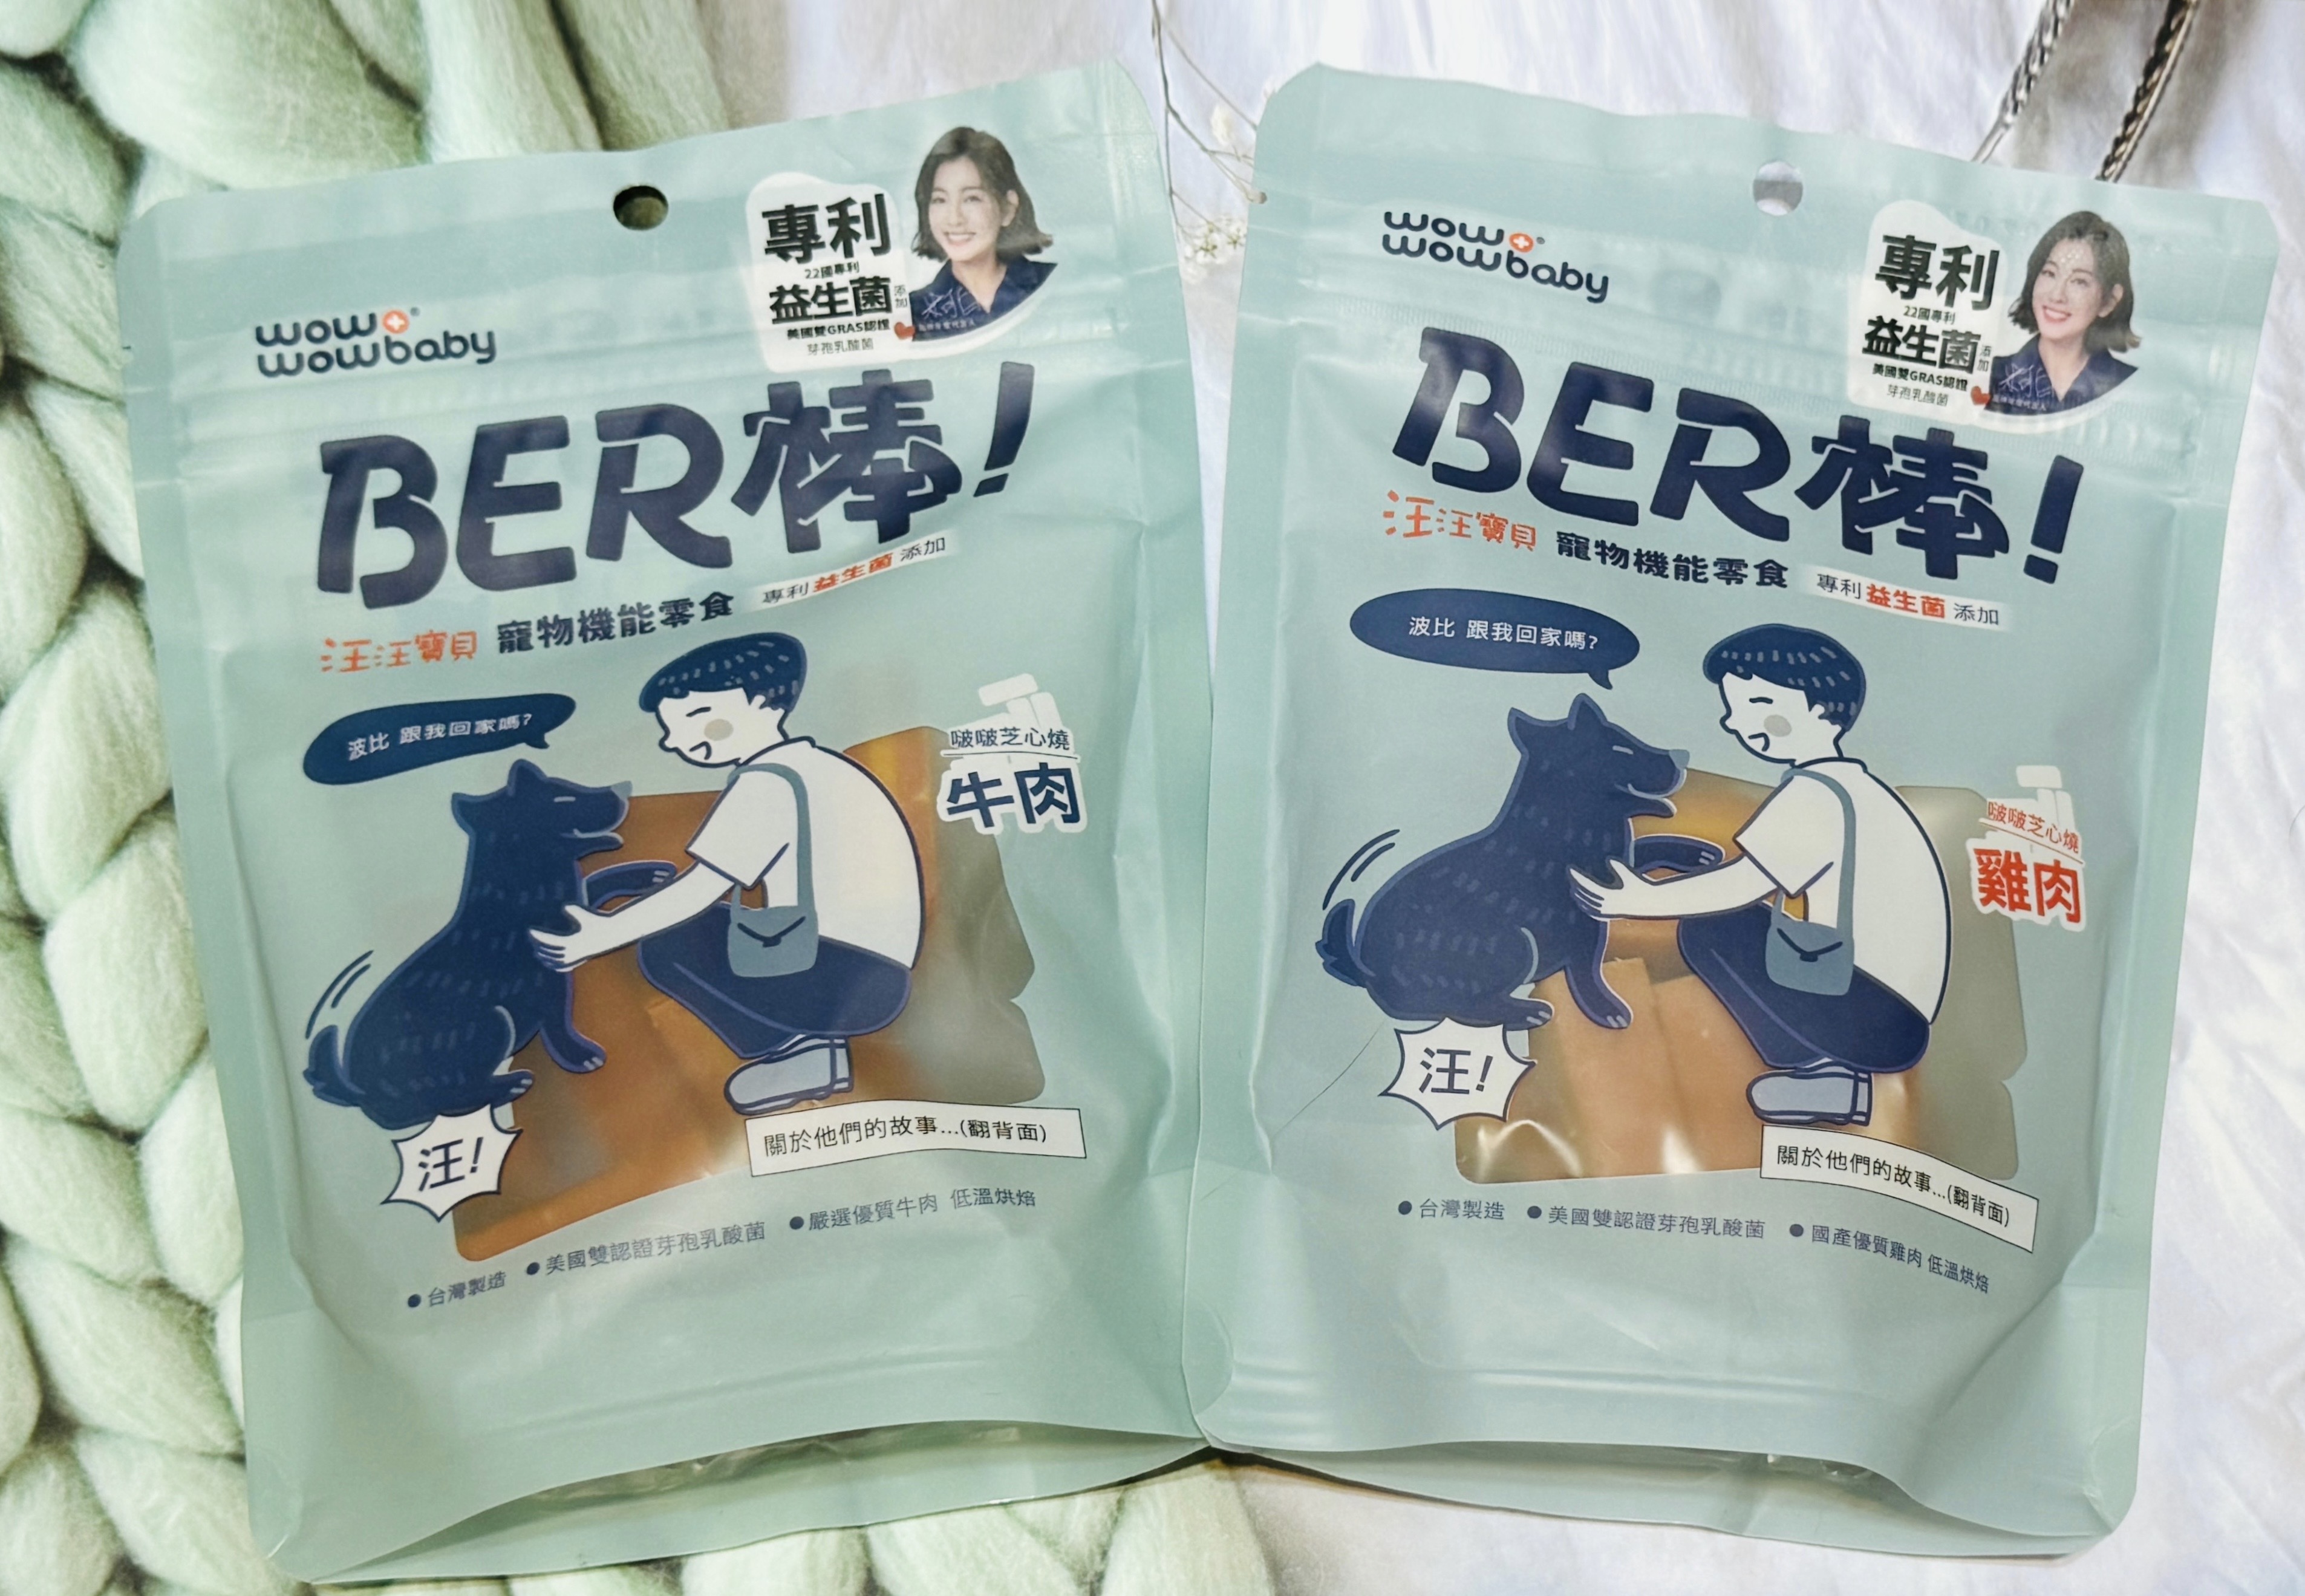 專利
22國專利
益生菌 添加
美國雙GRAS認證
芽孢乳酸菌
wow
wowbaby
BER棒!
汪汪寶貝 寵物機能零食 專利益生菌添加
波比 跟我回家嗎?
啵啵芝心燒
牛肉
汪!
關於他們的故事...(翻背面)
●台灣製造 ●美國雙認證芽孢乳酸菌 ●嚴選優質牛肉 低溫烘焙
專利
22國專利
益生菌 添加
美國雙GRAS認證
芽孢乳酸菌
wow
wowbaby
BER棒!
汪汪寶貝 寵物機能零食 專利益生菌添加
波比 跟我回家嗎?
啵啵芝心燒
雞肉
汪!
關於他們的故事...(翻背面)
●台灣製造 ●美國雙認證芽孢乳酸菌 ●國產優質雞肉 低溫烘焙